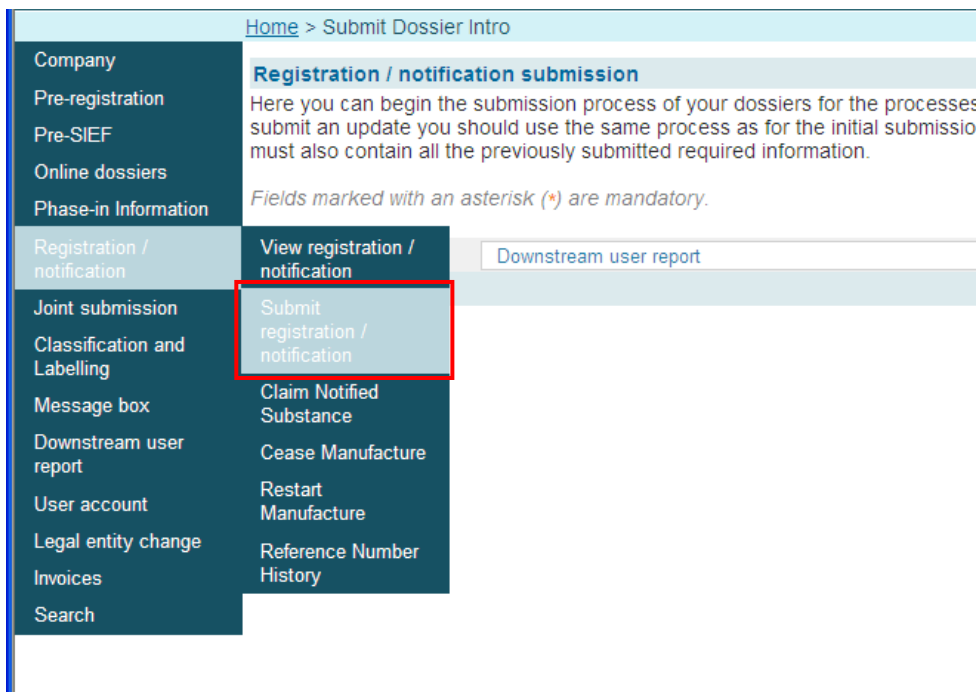 Home > Submit Dossier Intro
Company
Pre-registration
Pre-SIEF
Online dossiers
Phase-in Information
Registration /
notification
Joint submission
Classification and
Labelling
Message box
Downstream user
report
User account
Legal entity change
Invoices
Search
Registration / notification submission
Here you can begin the submission process of your dossiers for the processes
submit an update you should use the same process as for the initial submissio
must also contain all the previously submitted required information.
Fields marked with an asterisk (*) are mandatory.
View registration /
notification
Submit
registration /
notification
Claim Notified
Substance
Cease Manufacture
Restart
Manufacture
Reference Number
History
Downstream user report